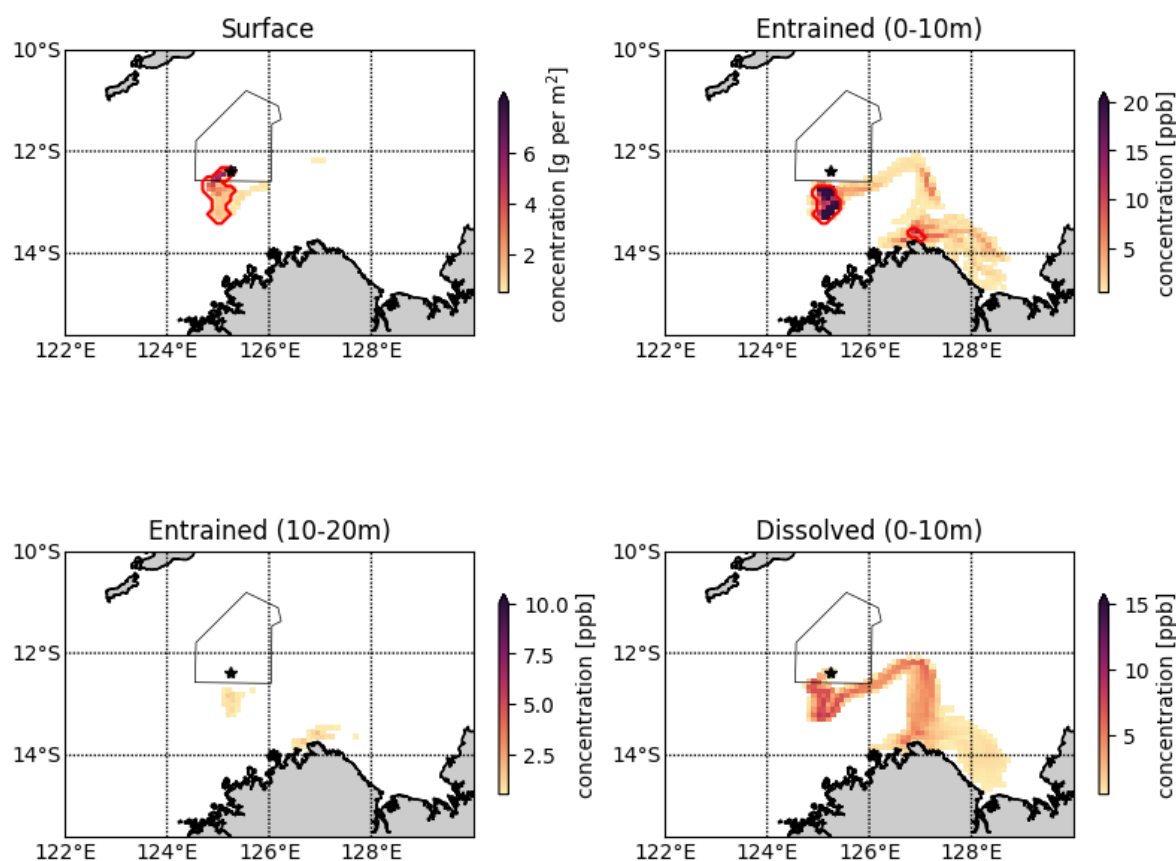 Surface
10°S
12°S
14°S
122°E 124°E 126°E 128°E
6
4
2
concentration [g per m²]
Entrained (0-10m)
10°S
12°S
14°S
122°E 124°E 126°E 128°E
20
15
10
5
concentration [ppb]
Entrained (10-20m)
10°S
12°S
14°S
122°E 124°E 126°E 128°E
10.0
7.5
5.0
2.5
concentration [ppb]
Dissolved (0-10m)
10°S
12°S
14°S
122°E 124°E 126°E 128°E
15
10
5
concentration [ppb]